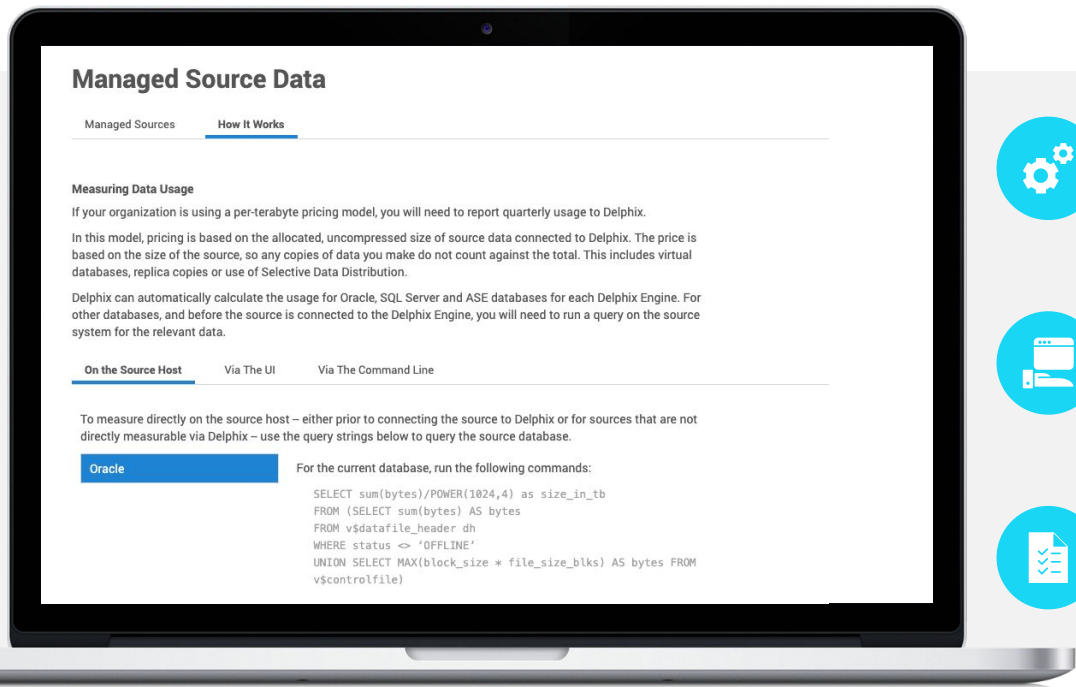 Managed Source Data
Managed Sources How It Works
Measuring Data Usage
If your organization is using a per-terabyte pricing model, you will need to report quarterly usage to Delphix.
In this model, pricing is based on the allocated, uncompressed size of source data connected to Delphix. The price is
based on the size of the source, so any copies of data you make do not count against the total. This includes virtual
databases, replica copies or use of Selective Data Distribution.
Delphix can automatically calculate the usage for Oracle, SQL Server and ASE databases for each Delphix Engine. For
other databases, and before the source is connected to the Delphix Engine, you will need to run a query on the source
system for the relevant data.
On the Source Host Via The UI Via The Command Line
To measure directly on the source host – either prior to connecting the source to Delphix or for sources that are not
directly measurable via Delphix – use the query strings below to query the source database.
Oracle
For the current database, run the following commands:
SELECT sum(bytes)/POWER(1024,4) as size_in_tb
FROM (SELECT sum(bytes) AS bytes
FROM v$datafile_header dh
WHERE status <> ‘OFFLINE’
UNION SELECT MAX(block_size * file_size_blks) AS bytes FROM
v$controlfile)